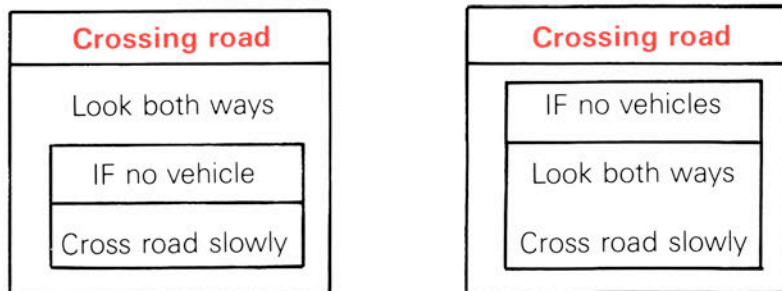 Crossing road
Look both ways
IF no vehicle
Cross road slowly
Crossing road
IF no vehicles
Look both ways
Cross road slowly